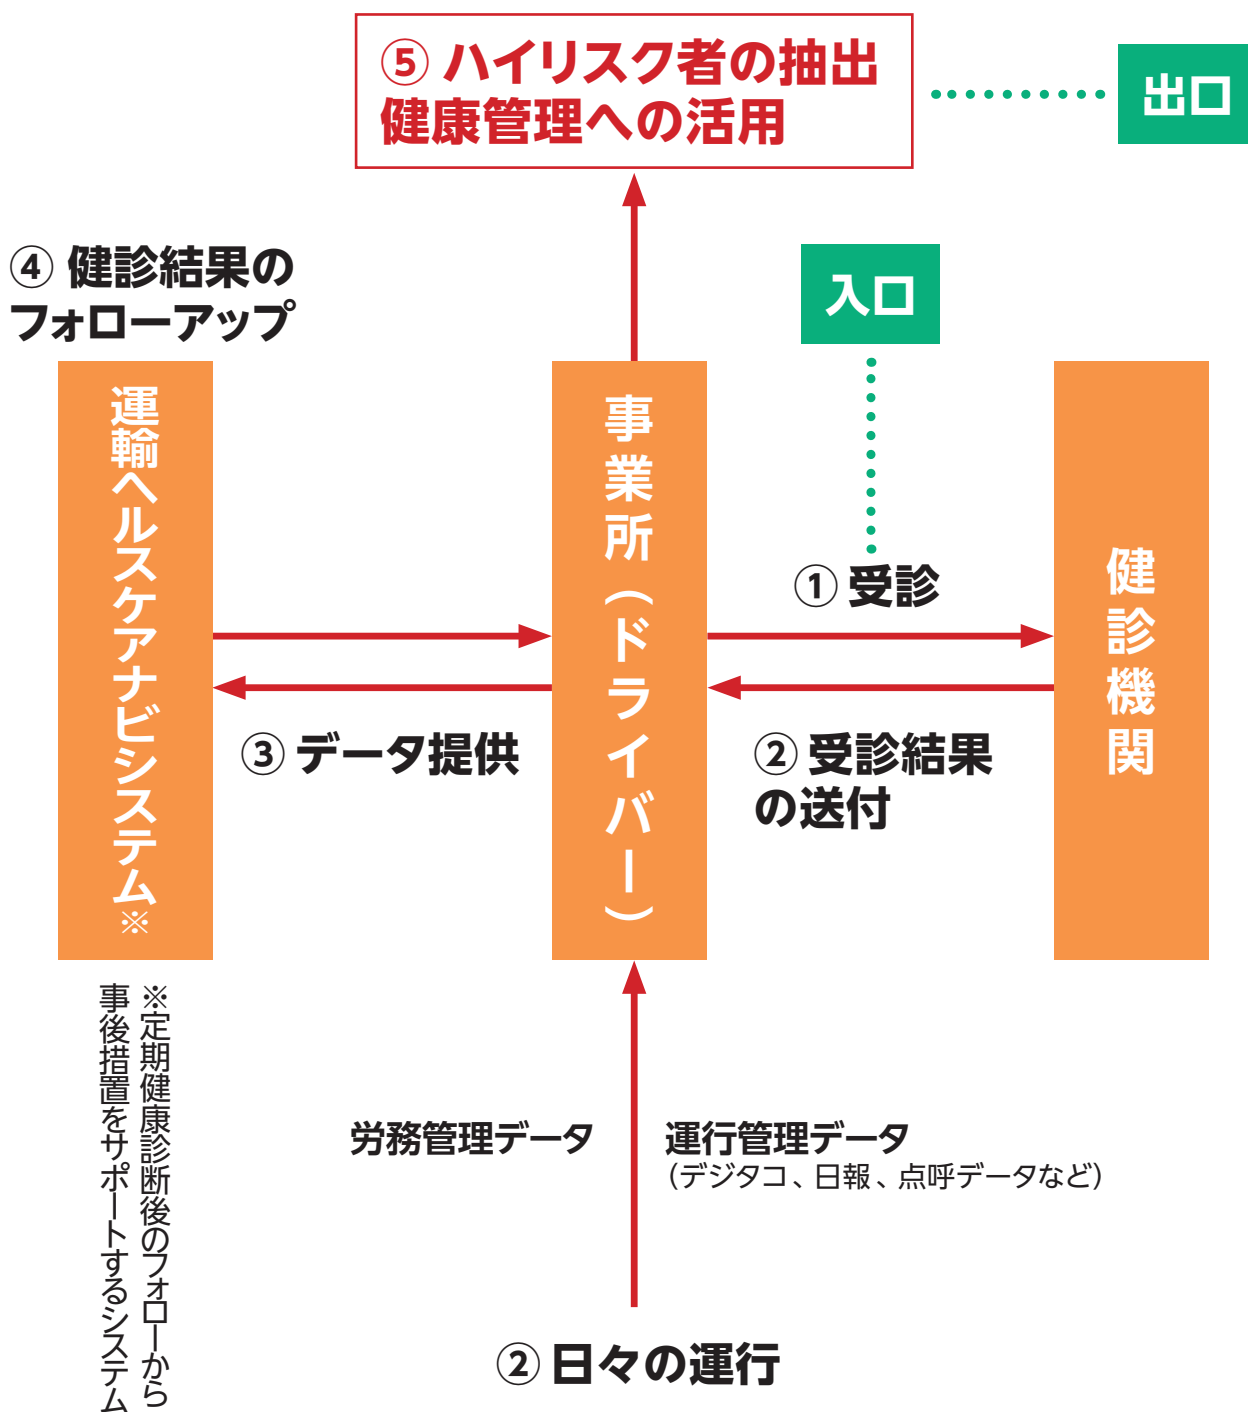 ⑤ ハイリスク者の抽出
健康管理への活用
出口
④ 健診結果の
フォローアップ
入口
運輸ヘルスケアナビシステム※
事業所（ドライバー）
健診機関
① 受診
② 受診結果
の送付
③ データ提供
※定期健康診断後のフォローから
事後措置をサポートするシステム
労務管理データ
運行管理データ
（デジタコ、日報、点呼データなど）
② 日々の運行